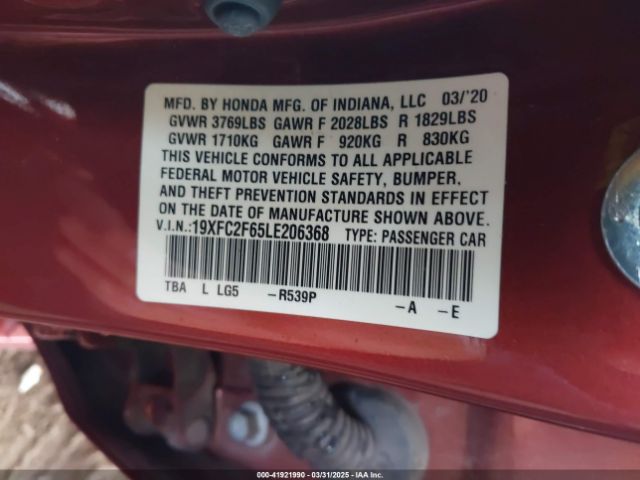 MFD. BY HONDA MFG. OF INDIANA, LLC 03/'20
GVWR 3769LBS GAWR F 2028LBS R 1829LBS
GVWR 1710KG GAWR F 920KG R 830KG
THIS VEHICLE CONFORMS TO ALL APPLICABLE
FEDERAL MOTOR VEHICLE SAFETY, BUMPER,
AND THEFT PREVENTION STANDARDS IN EFFECT
ON THE DATE OF MANUFACTURE SHOWN ABOVE.
V.I.N.:19XFC2F65LE206368 TYPE: PASSENGER CAR
TBA L LG5 -R539P -A -E
000-41921990 - 03/31/2025 - IAA Inc.